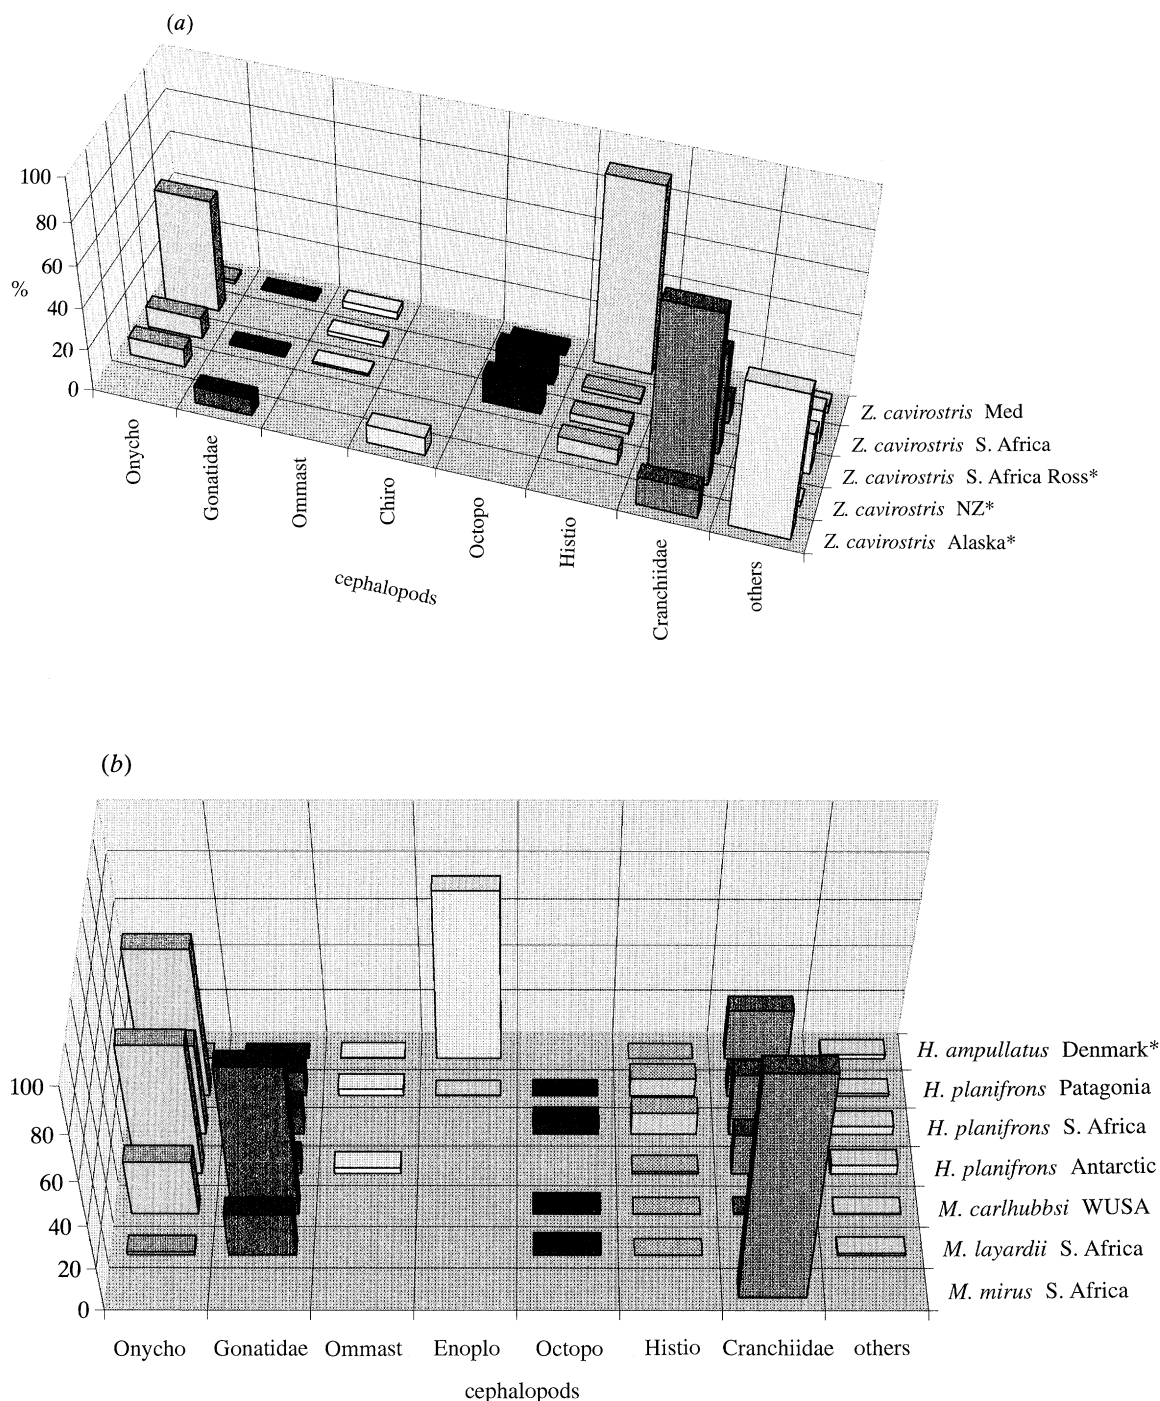 (a)
100
80
60
%
40
20
0
Onycho
Gonatidae
Ommast
Chiro
Octopo
Histio
Cranchiidae
others
cephalopods
Z. cavirostris Med
Z. cavirostris S. Africa
Z. cavirostris S. Africa Ross*
Z. cavirostris NZ*
Z. cavirostris Alaska*
(b)
100
80
60
40
20
0
H. ampullatus Denmark*
H. planifrons Patagonia
H. planifrons S. Africa
H. planifrons Antarctic
M. carlhubbsi WUSA
M. layardii S. Africa
M. mirus S. Africa
Onycho Gonatidae Ommast Enoplo Octopo Histio Cranchiidae others
cephalopods